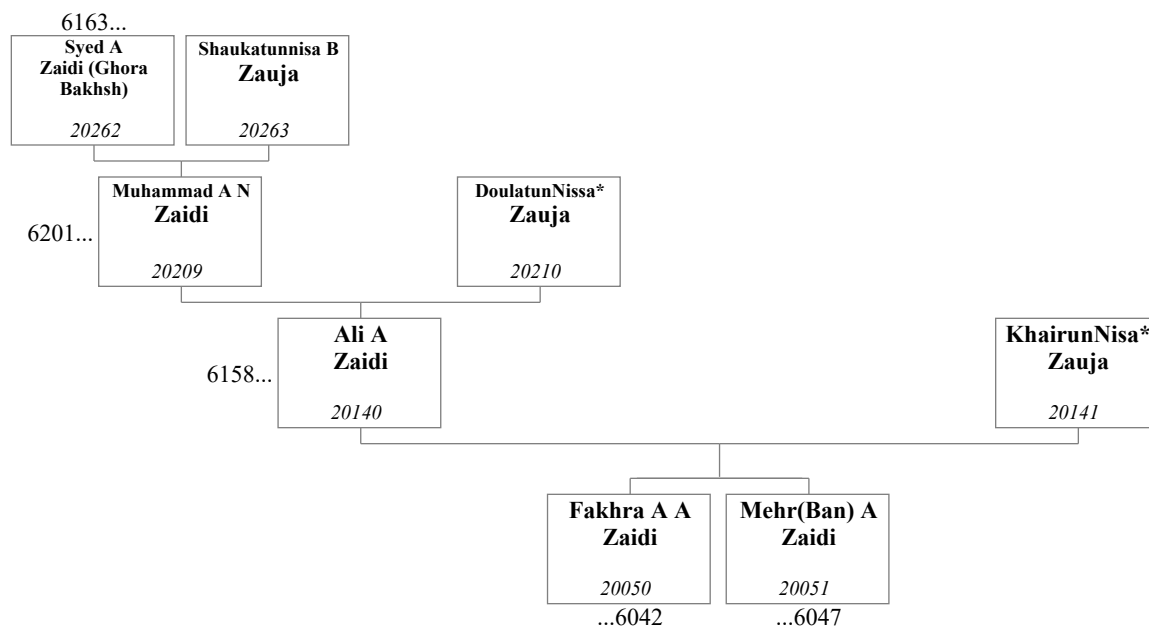 6163...
Syed A
Zaidi (Ghora
Bakhsh)
20262
Shaukatunnisa B
Zauja
20263
6201...
Muhammad A N
Zaidi
20209
DoulatunNissa*
Zauja
20210
6158...
Ali A
Zaidi
20140
KhairunNisa*
Zauja
20141
Fakhra A A
Zaidi
20050
...6042
Mehr(Ban) A
Zaidi
20051
...6047